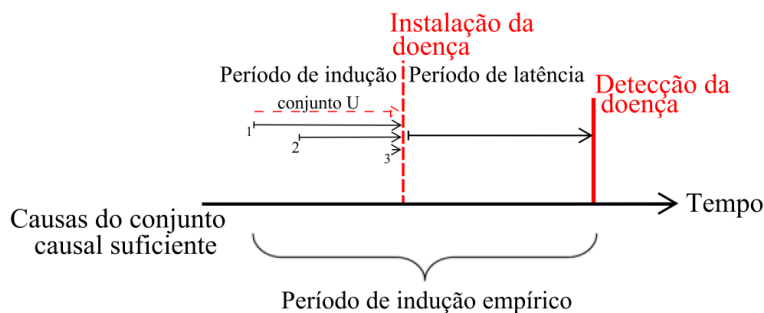 Instalação da
doença
Período de indução
Período de latência
Detecção da
doença
conjunto U
1
2
3
Tempo
Causas do conjunto
causal suficiente
Período de indução empírico